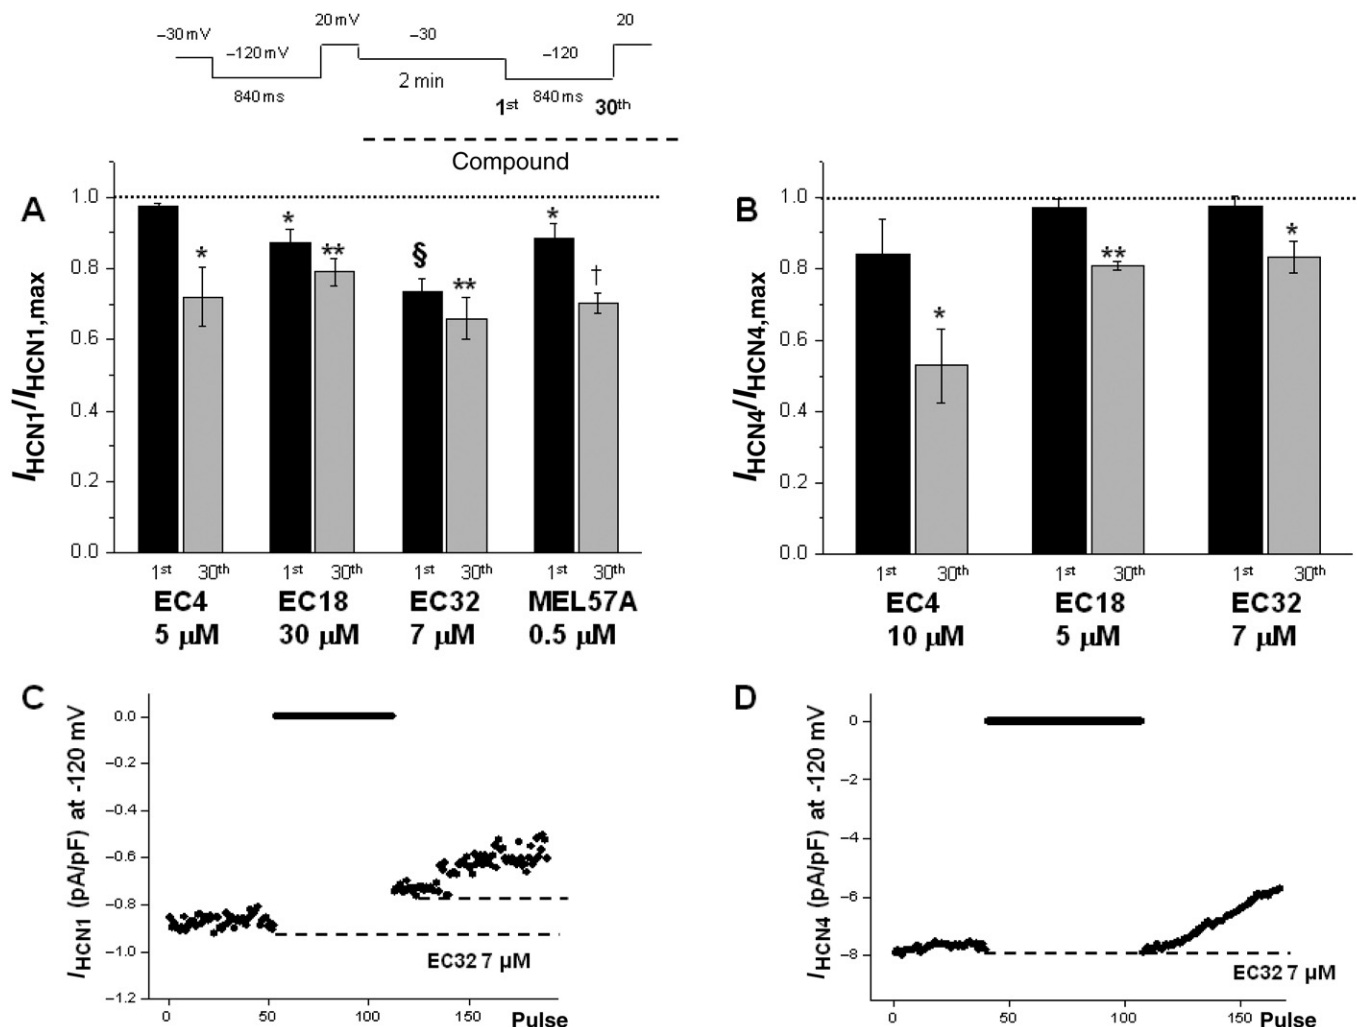 20 mV 20
−30 mV −30
−120 mV −120
2 min
840 ms 840 ms
1st 30th
Compound
A
I HCN1/I HCN1,max
1.0
0.8
0.6
0.4
0.2
0.0
* * * ** § ** * †
1st 30th 1st 30th 1st 30th 1st 30th
EC4 EC18 EC32 MEL57A
5 µM 30 µM 7 µM 0.5 µM
B
I HCN4/I HCN4,max
1.0
0.8
0.6
0.4
0.2
0.0
* ** *
1st 30th 1st 30th 1st 30th
EC4 EC18 EC32
10 µM 5 µM 7 µM
C
I HCN1 (pA/pF) at -120 mV
0.0
−0.2
−0.4
−0.6
−0.8
−1.0
−1.2
EC32 7 µM
0 50 100 150 Pulse
D
I HCN4 (pA/pF) at -120 mV
0
−2
−4
−6
−8
EC32 7 µM
0 50 100 150 Pulse